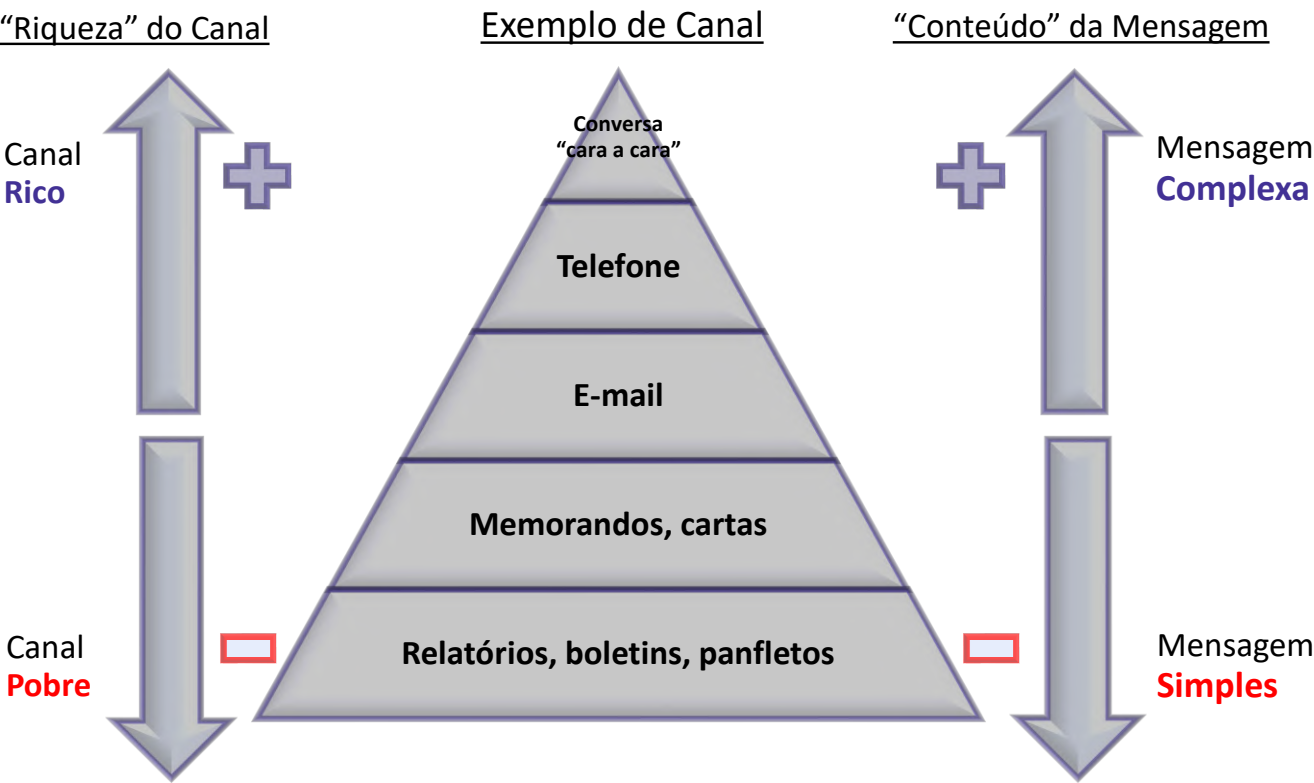 “Riqueza” do Canal
Exemplo de Canal
“Conteúdo” da Mensagem
Canal
Rico
Conversa
“cara a cara”
Mensagem
Complexa
Telefone
E-mail
Memorandos, cartas
Canal
Pobre
Relatórios, boletins, panfletos
Mensagem
Simples